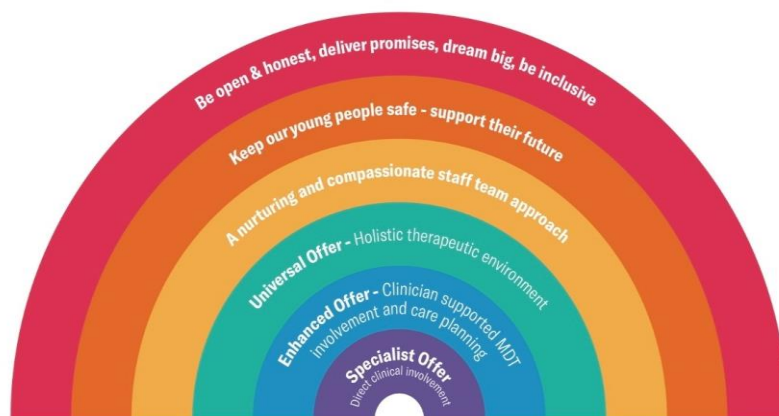 Be open & honest, deliver promises, dream big, be inclusive
Keep our young people safe - support their future
A nurturing and compassionate staff team approach
Universal Offer - Holistic therapeutic environment
Enhanced Offer - Clinician supported MDT
involvement and care planning
Specialist Offer
Direct clinical involvement